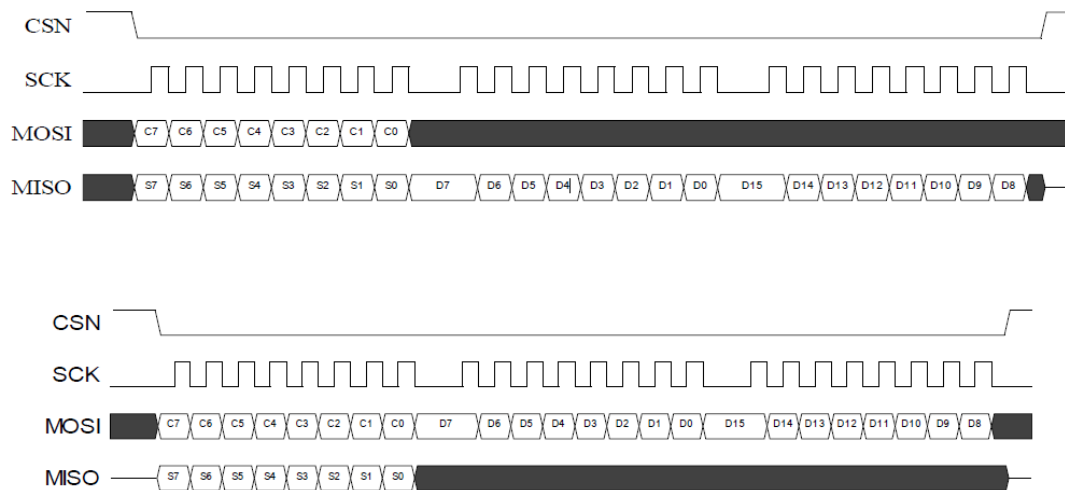 CSN
SCK
MOSI C7 C6 C5 C4 C3 C2 C1 C0
MISO S7 S6 S5 S4 S3 S2 S1 S0 D7 D6 D5 D4 D3 D2 D1 D0 D15 D14 D13 D12 D11 D10 D9 D8
CSN
SCK
MOSI C7 C6 C5 C4 C3 C2 C1 C0 D7 D6 D5 D4 D3 D2 D1 D0 D15 D14 D13 D12 D11 D10 D9 D8
MISO S7 S6 S5 S4 S3 S2 S1 S0